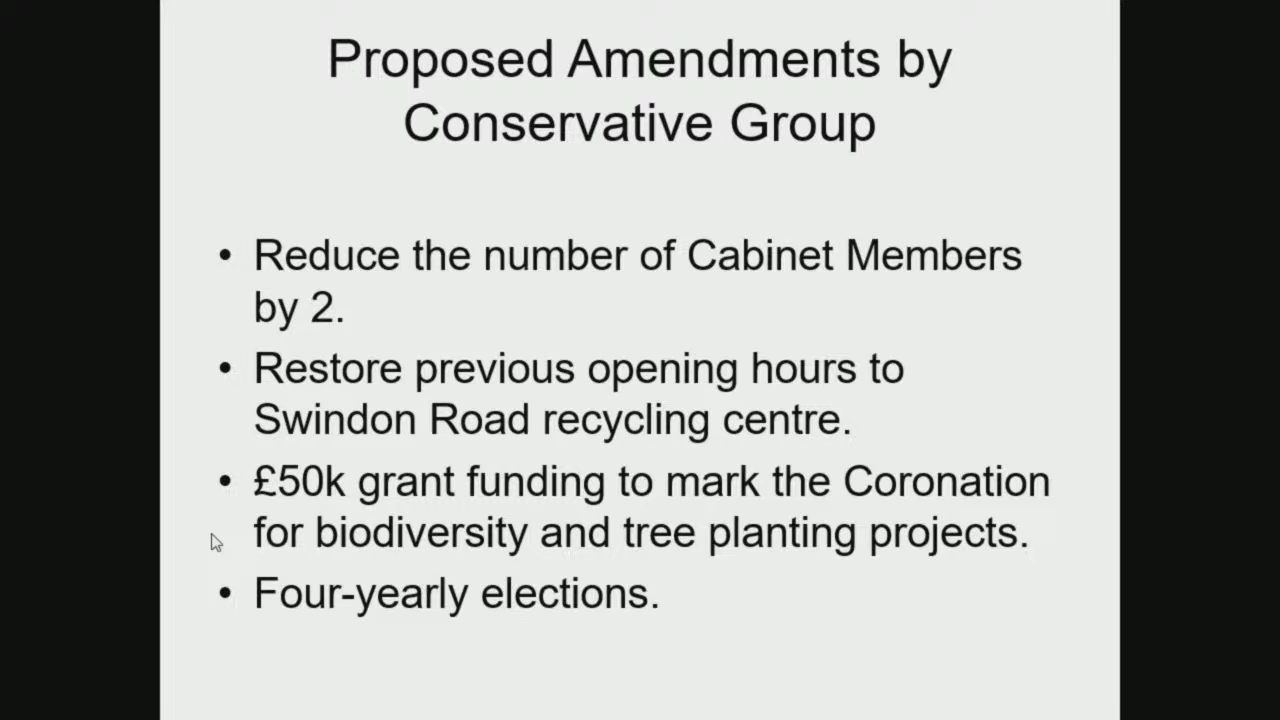 Proposed Amendments by
Conservative Group
• Reduce the number of Cabinet Members
by 2.
• Restore previous opening hours to
Swindon Road recycling centre.
• £50k grant funding to mark the Coronation
for biodiversity and tree planting projects.
• Four-yearly elections.